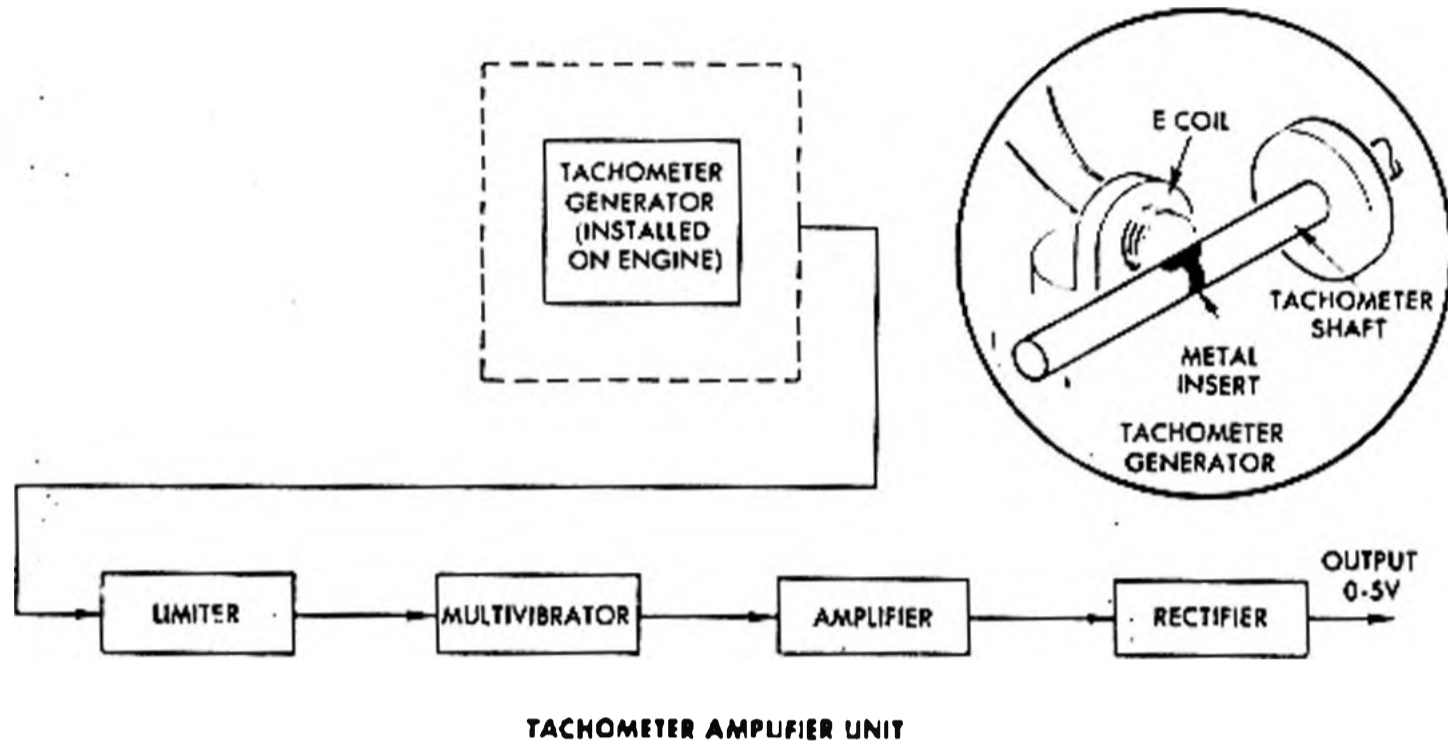 TACHOMETER
GENERATOR
(INSTALLED
ON ENGINE)
E COIL
TACHOMETER
SHAFT
METAL
INSERT
TACHOMETER
GENERATOR
LIMITER
MULTIVIBRATOR
AMPLIFIER
RECTIFIER
OUTPUT
0-5V
TACHOMETER AMPLIFIER UNIT